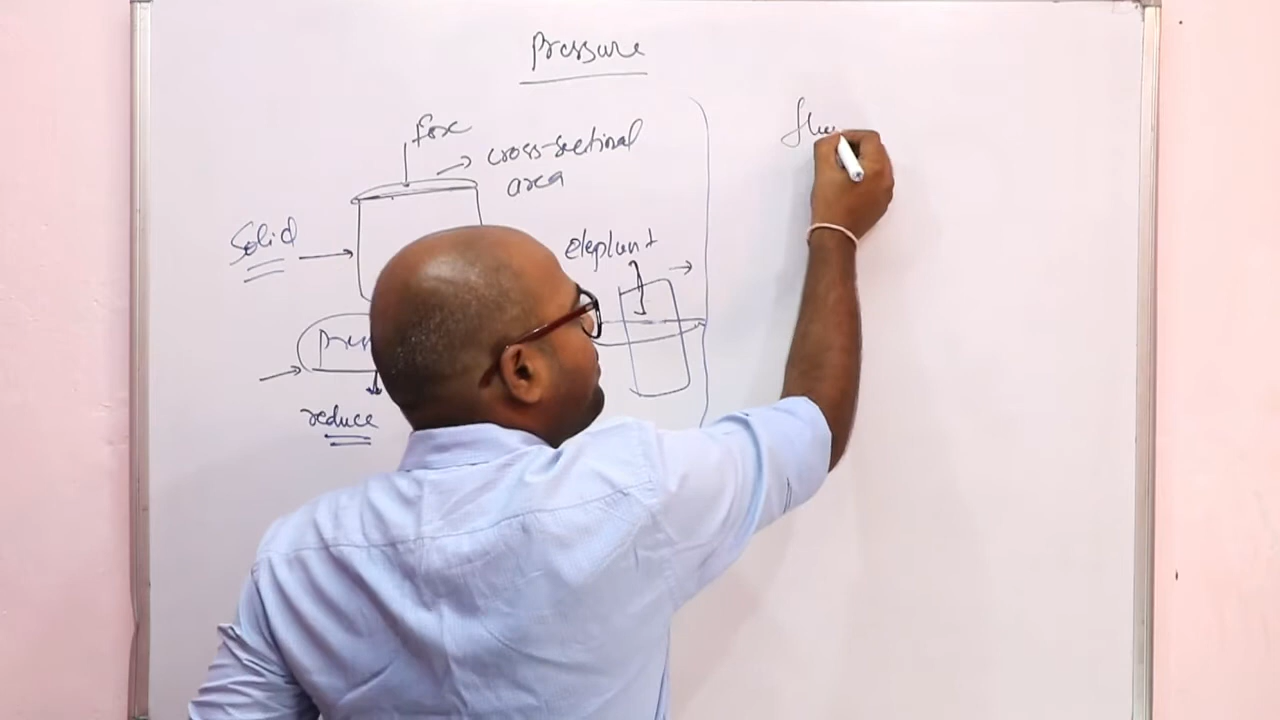 Pressure
force
cross-sectional
area
Solid
elephant
reduce